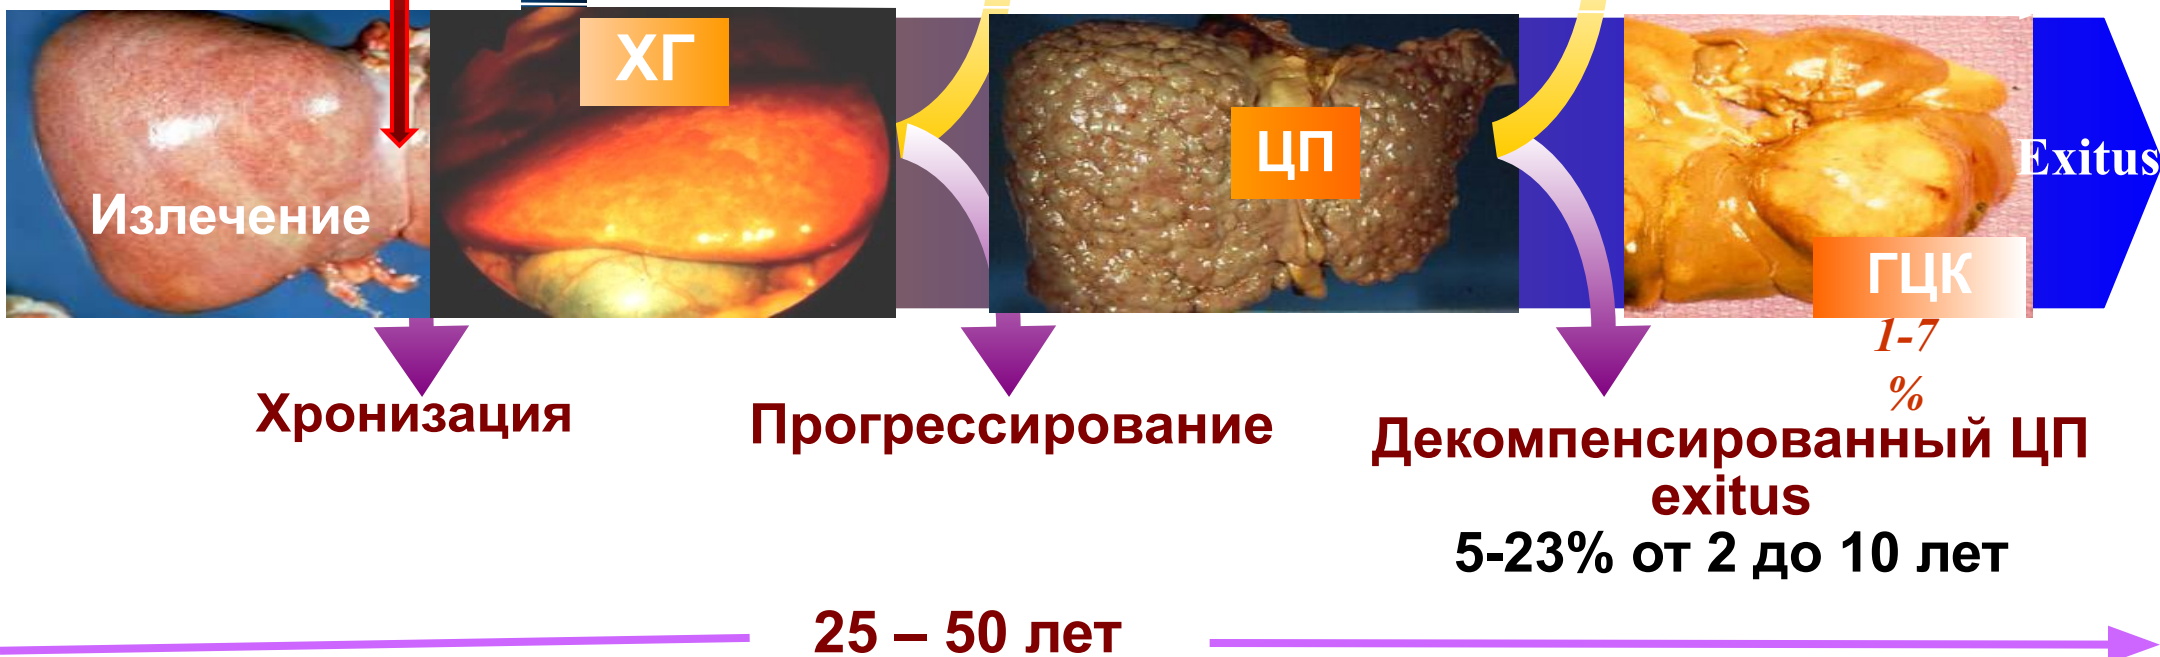 ХГ
ЦП
Exitus
Излечение
ГЦК
1-7
%
Хронизация
Прогрессирование
Декомпенсированный ЦП
exitus
5-23% от 2 до 10 лет
25 – 50 лет